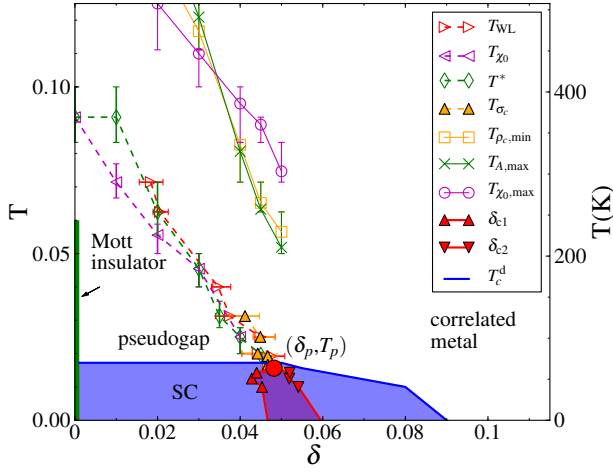 0.10
0.05
0.00
T
0.00
0.02
0.04
0.06
0.08
0.1
δ
400
200
0
T(K)
T_WL
T_χ0
T*
T_σc
T_ρc,min
T_A,max
T_χ0,max
δ_c1
δ_c2
T_c^d
Mott
insulator
pseudogap
(δ_p,T_p)
correlated
metal
SC